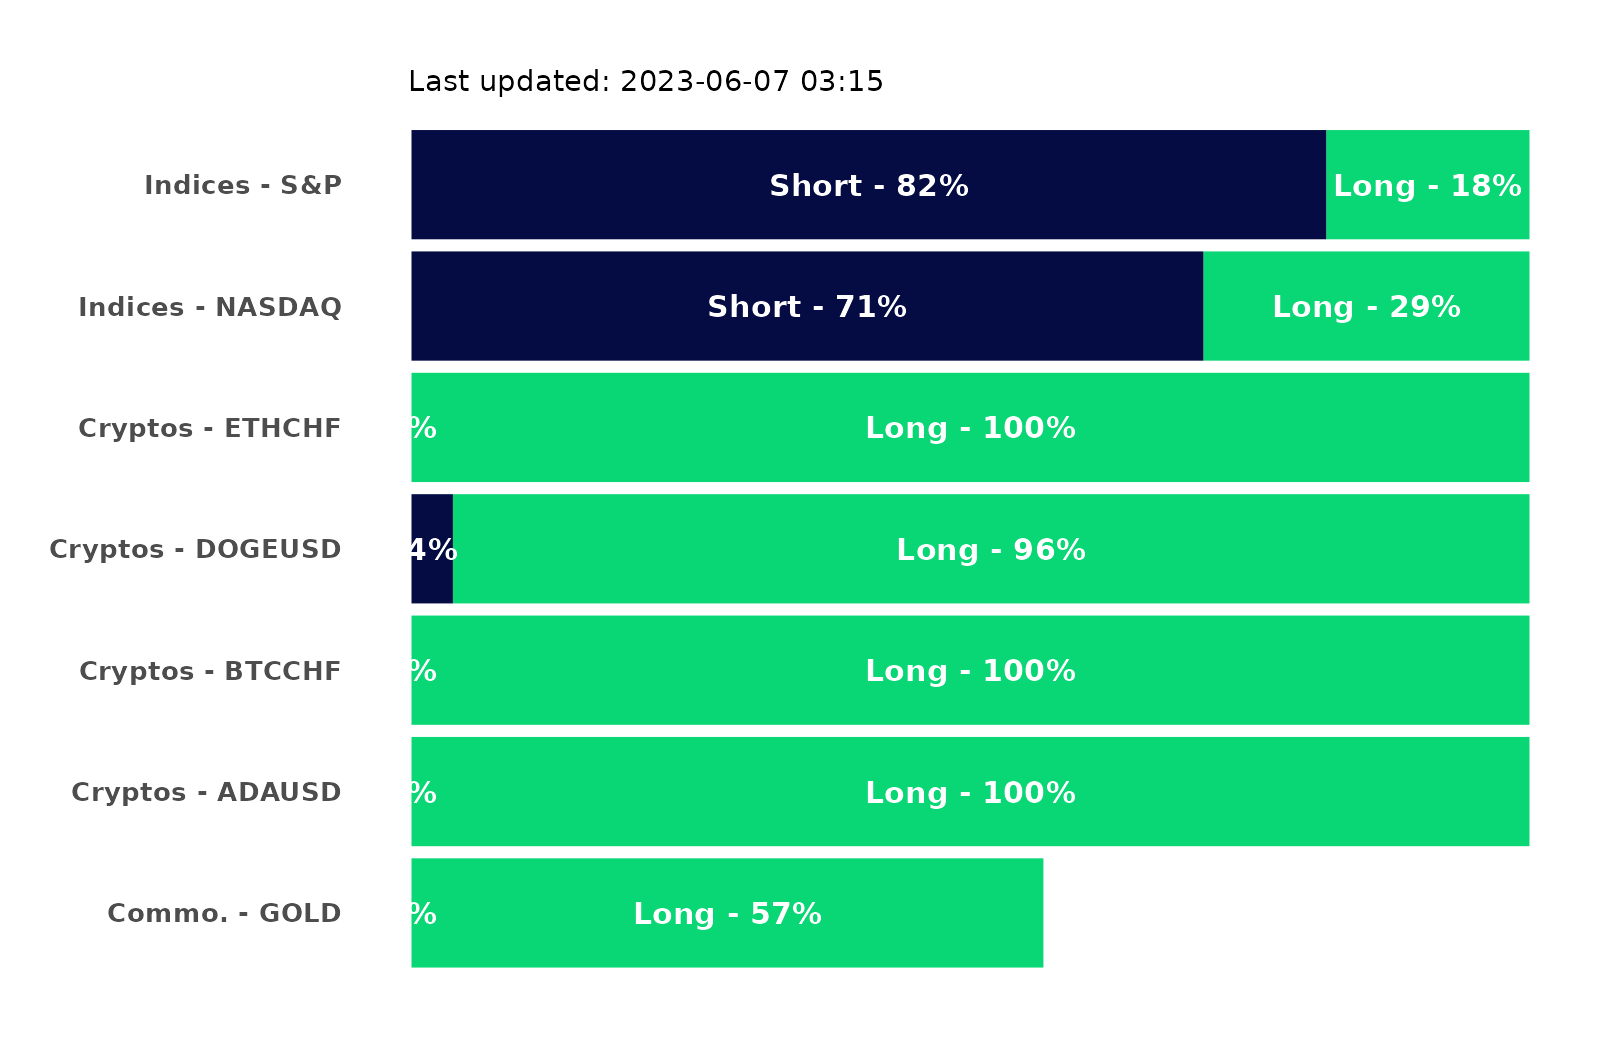 Last updated: 2023-06-07 03:15
Indices - S&P Short - 82% Long - 18%
Indices - NASDAQ Short - 71% Long - 29%
Cryptos - ETHCHF % Long - 100%
Cryptos - DOGEUSD 4% Long - 96%
Cryptos - BTCCHF % Long - 100%
Cryptos - ADAUSD % Long - 100%
Commo. - GOLD % Long - 57%